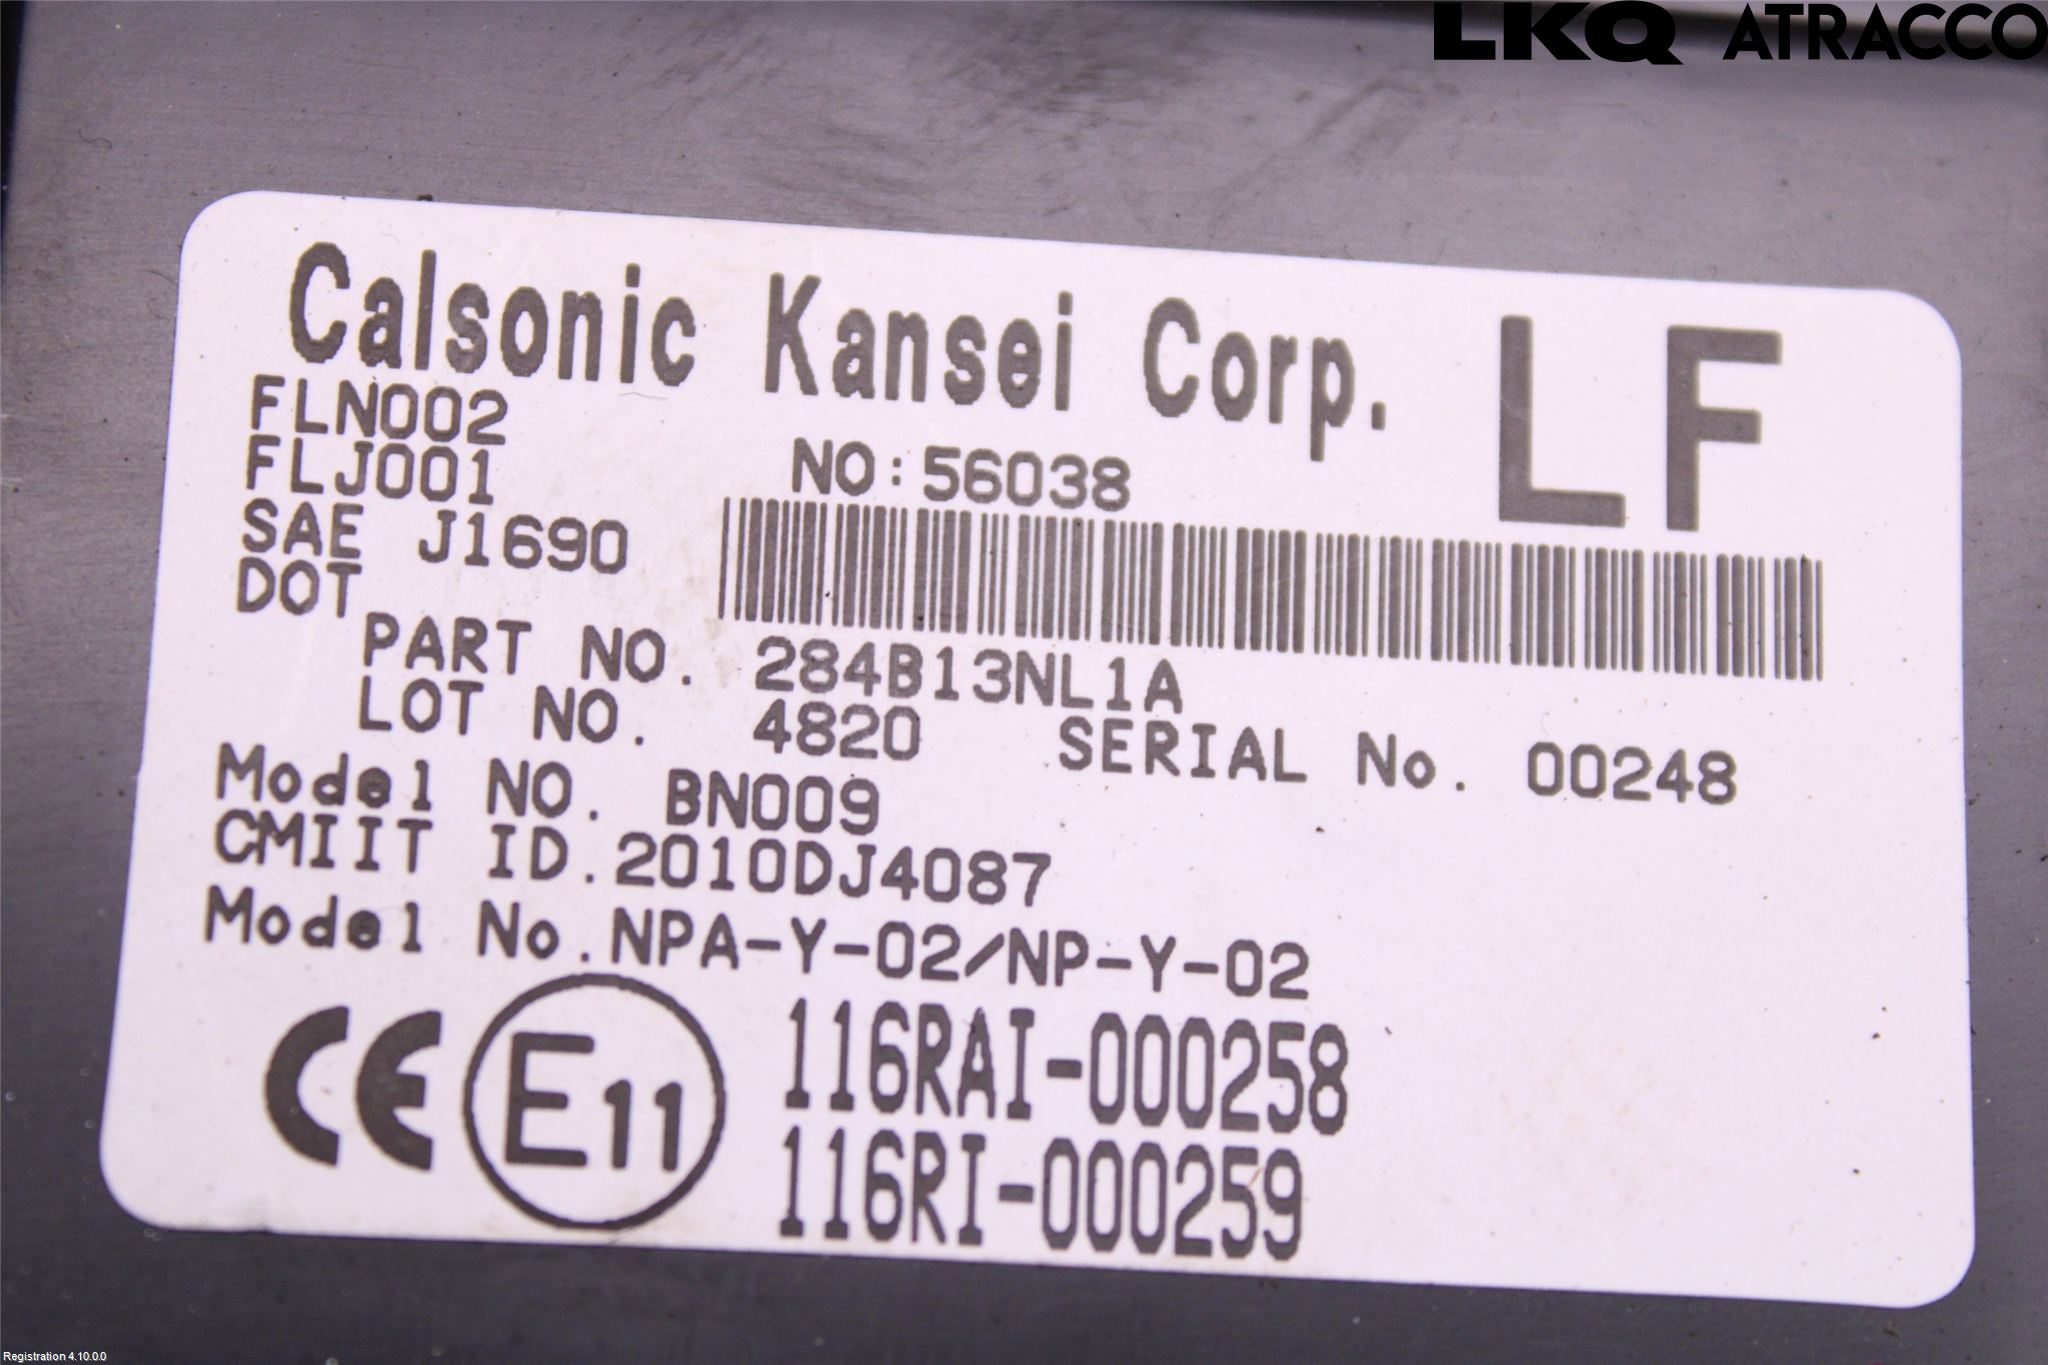 LKQ ATRACCO
Calsonic Kansei Corp. LF
FLN002
FLJ001 NO:56038
SAE J1690
DOT
PART NO. 284B13NL1A
LOT NO. 4820 SERIAL No. 00248
Model NO. BN009
CMIIT ID.2010DJ4087
Model No.NPA-Y-02/NP-Y-02
CE E11 116RAI-000258
116RI-000259
Registration 4.10.0.0